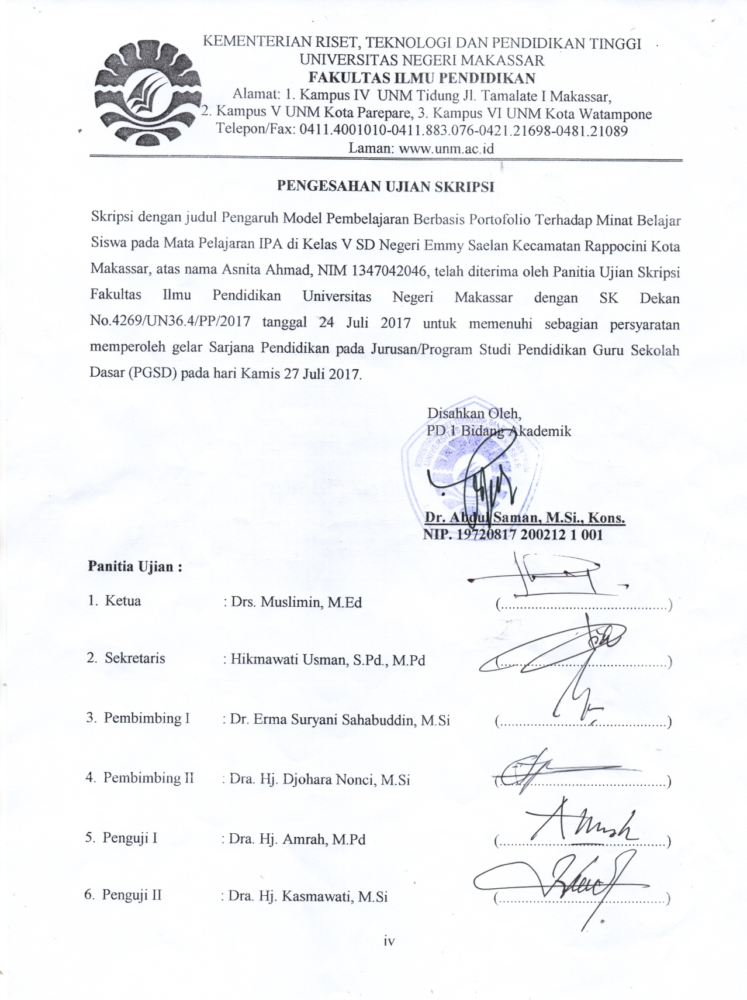 KEMENTERIAN RISET, TEKNOLOGI DAN PENDIDIKAN TINGGI
UNIVERSITAS NEGERI MAKASSAR
FAKULTAS ILMU PENDIDIKAN
Alamat: 1. Kampus IV UNM Tidung Jl. Tamalate I Makassar,
2. Kampus V UNM Kota Parepare, 3. Kampus VI UNM Kota Watampone
Telepon/Fax: 0411.4001010-0411.883.076-0421.21698-0481.21089
Laman: www.unm.ac.id
PENGESAHAN UJIAN SKRIPSI
Skripsi dengan judul Pengaruh Model Pembelajaran Berbasis Portofolio Terhadap Minat Belajar
Siswa pada Mata Pelajaran IPA di Kelas V SD Negeri Emmy Saelan Kecamatan Rappocini Kota
Makassar, atas nama Asnita Ahmad, NIM 1347042046, telah diterima oleh Panitia Ujian Skripsi
Fakultas Ilmu Pendidikan Universitas Negeri Makassar dengan SK Dekan
No.4269/UN36.4/PP/2017 tanggal 24 Juli 2017 untuk memenuhi sebagian persyaratan
memperoleh gelar Sarjana Pendidikan pada Jurusan/Program Studi Pendidikan Guru Sekolah
Dasar (PGSD) pada hari Kamis 27 Juli 2017.
Disahkan Oleh,
PD 1 Bidang Akademik
Dr. Abdul Saman, M.Si., Kons.
NIP. 19720817 200212 1 001
Panitia Ujian :
1. Ketua : Drs. Muslimin, M.Ed (............................................)
2. Sekretaris : Hikmawati Usman, S.Pd., M.Pd (............................................)
3. Pembimbing I : Dr. Erma Suryani Sahabuddin, M.Si (............................................)
4. Pembimbing II : Dra. Hj. Djohara Nonci, M.Si (............................................)
5. Penguji I : Dra. Hj. Amrah, M.Pd (............................................)
6. Penguji II : Dra. Hj. Kasmawati, M.Si (............................................)
iv